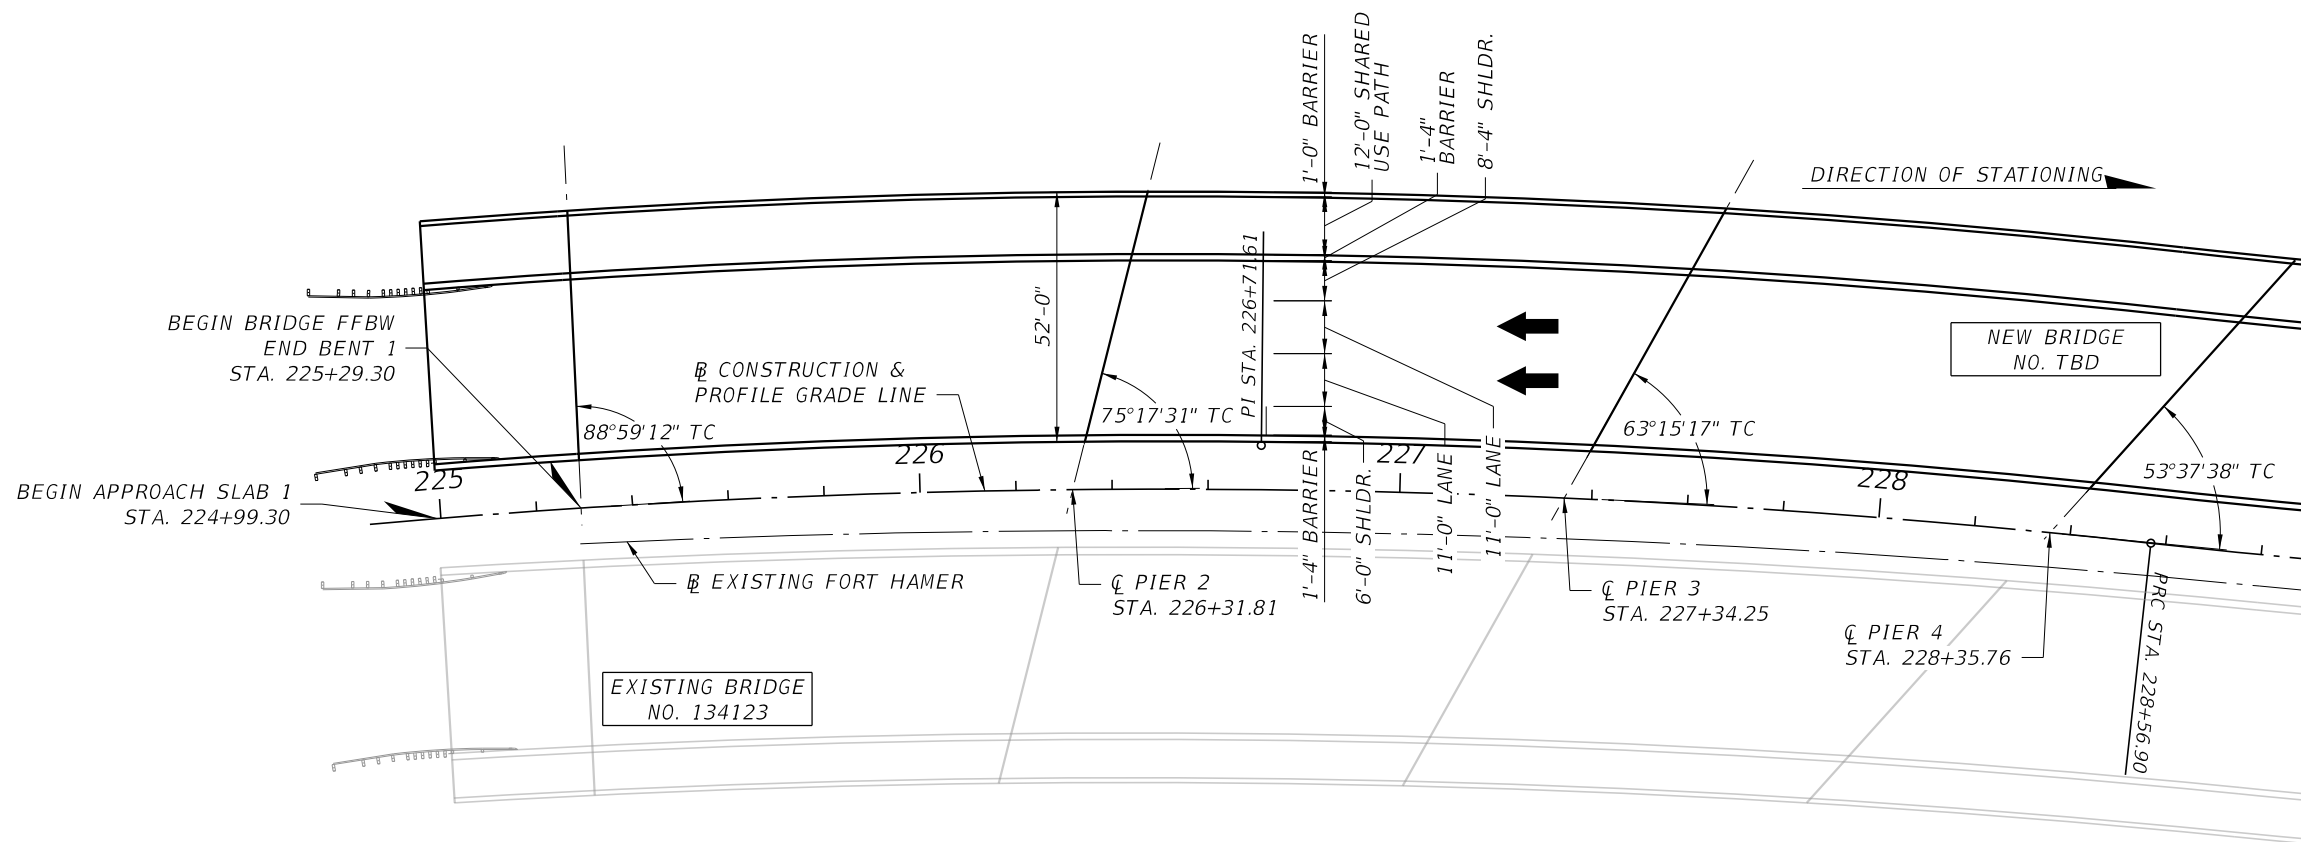 1'-0" BARRIER
12'-0" SHARED
USE PATH
1'-4"
BARRIER
8'-4" SHLDR.
DIRECTION OF STATIONING
BEGIN BRIDGE FFBW
END BENT 1
STA. 225+29.30
52'-0"
PI STA. 226+71.61
NEW BRIDGE
NO. TBD
℄ CONSTRUCTION &
PROFILE GRADE LINE
88°59'12" TC
75°17'31" TC
63°15'17" TC
53°37'38" TC
225
226
227
228
BEGIN APPROACH SLAB 1
STA. 224+99.30
1'-4" BARRIER
6'-0" SHLDR.
11'-0" LANE
11'-0" LANE
℄ EXISTING FORT HAMER
℄ PIER 2
STA. 226+31.81
℄ PIER 3
STA. 227+34.25
℄ PIER 4
STA. 228+35.76
PRC STA. 228+56.90
EXISTING BRIDGE
NO. 134123